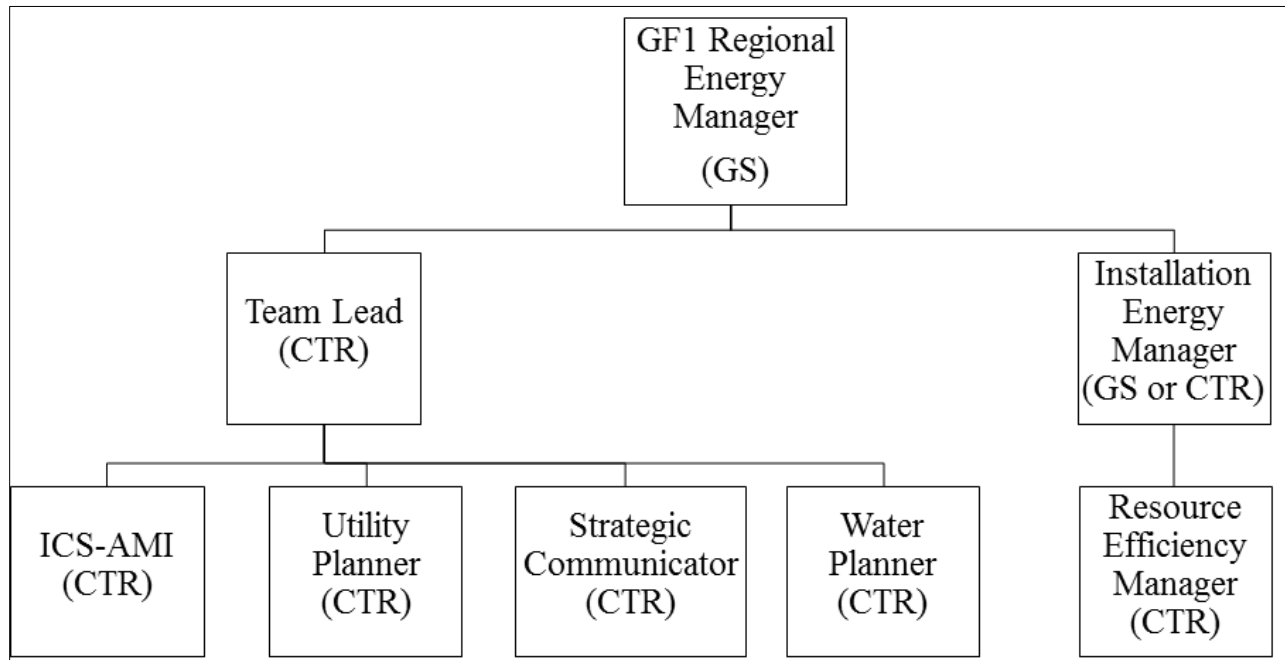 GF1 Regional
Energy
Manager
(GS)
Team Lead
(CTR)
Installation
Energy
Manager
(GS or CTR)
ICS-AMI
(CTR)
Utility
Planner
(CTR)
Strategic
Communicator
(CTR)
Water
Planner
(CTR)
Resource
Efficiency
Manager
(CTR)